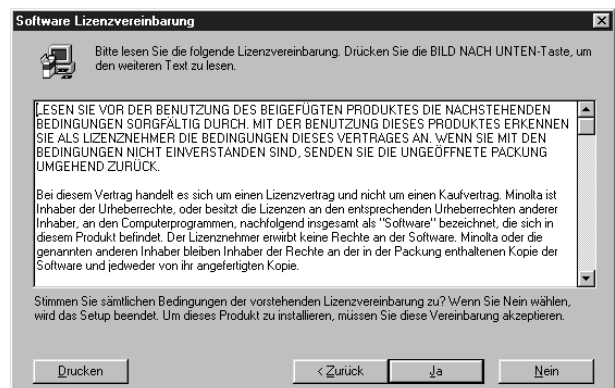 Software Lizenzvereinbarung
Bitte lesen Sie die folgende Lizenzvereinbarung. Drücken Sie die BILD NACH UNTEN-Taste, um
den weiteren Text zu lesen.
LESEN SIE VOR DER BENUTZUNG DES BEIGEFÜGTEN PRODUKTES DIE NACHSTEHENDEN
BEDINGUNGEN SORGFÄLTIG DURCH. MIT DER BENUTZUNG DIESES PRODUKTES ERKENNEN
SIE ALS LIZENZNEHMER DIE BEDINGUNGEN DIESES VERTRAGES AN. WENN SIE MIT DEN
BEDINGUNGEN NICHT EINVERSTANDEN SIND, SENDEN SIE DIE UNGEÖFFNETE PACKUNG
UMGEHEND ZURÜCK.
Bei diesem Vertrag handelt es sich um einen Lizenzvertrag und nicht um einen Kaufvertrag. Minolta ist
Inhaber der Urheberrechte, oder besitzt die Lizenzen an den entsprechenden Urheberrechten anderer
Inhaber, an den Computerprogrammen, nachfolgend insgesamt als "Software" bezeichnet, die sich in
diesem Produkt befindet. Der Lizenznehmer erwirbt keine Rechte an der Software. Minolta oder die
genannten anderen Inhaber bleiben Inhaber der Rechte an der in der Packung enthaltenen Kopie der
Software und jedweder von ihr angefertigten Kopie.
Stimmen Sie sämtlichen Bedingungen der vorstehenden Lizenzvereinbarung zu? Wenn Sie Nein wählen,
wird das Setup beendet. Um dieses Produkt zu installieren, müssen Sie diese Vereinbarung akzeptieren.
Drucken
< Zurück
Ja
Nein